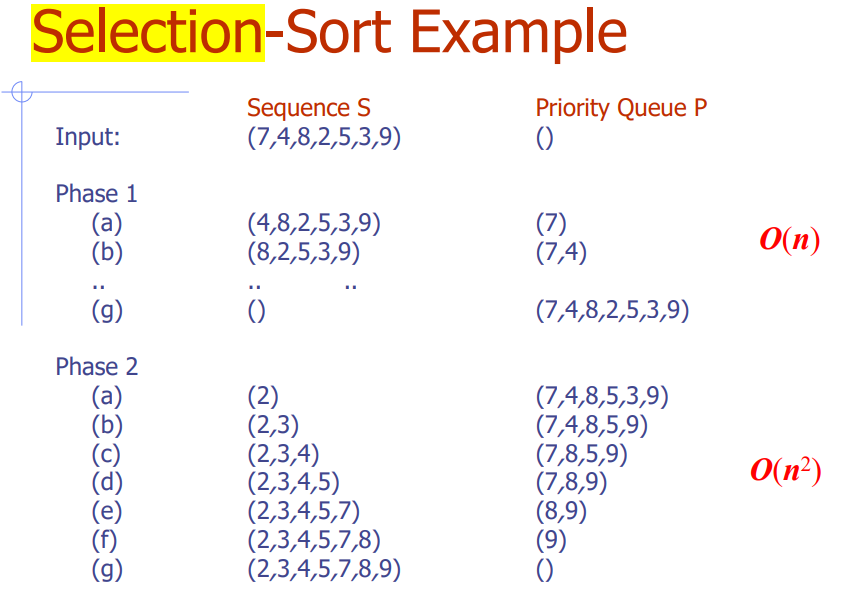 Selection-Sort Example
Sequence S Priority Queue P
Input: (7,4,8,2,5,3,9) ()
Phase 1
(a) (4,8,2,5,3,9) (7)
(b) (8,2,5,3,9) (7,4)
.. .. ..
(g) () (7,4,8,2,5,3,9)
O(n)
Phase 2
(a) (2) (7,4,8,5,3,9)
(b) (2,3) (7,4,8,5,9)
(c) (2,3,4) (7,8,5,9)
(d) (2,3,4,5) (7,8,9)
(e) (2,3,4,5,7) (8,9)
(f) (2,3,4,5,7,8) (9)
(g) (2,3,4,5,7,8,9) ()
O(n²)